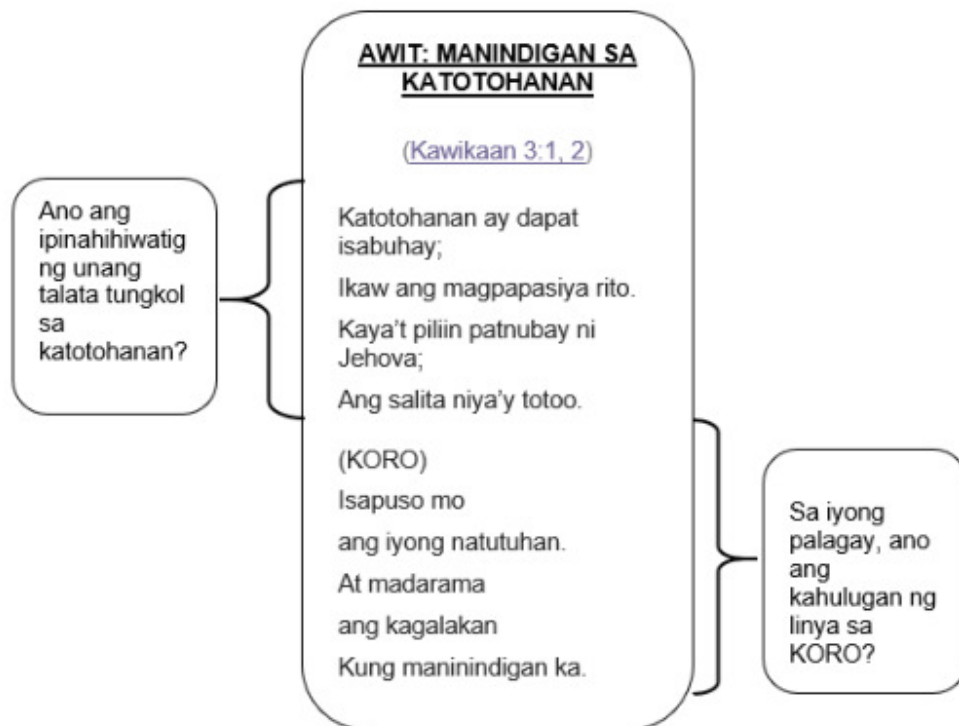 AWIT: MANINDIGAN SA
KATOTOHANAN
(Kawikaan 3:1, 2)
Ano ang
ipinahihiwatig
ng unang
talata tungkol
sa
katotohanan?
Katotohanan ay dapat
isabuhay;
Ikaw ang magpapasiya rito.
Kaya't piliin patnubay ni
Jehova;
Ang salita niya'y totoo.
(KORO)
Isapuso mo
ang iyong natutuhan.
At madarama
ang kagalakan
Kung maninindigan ka.
Sa iyong
palagay, ano
ang
kahulugan ng
linya sa
KORO?